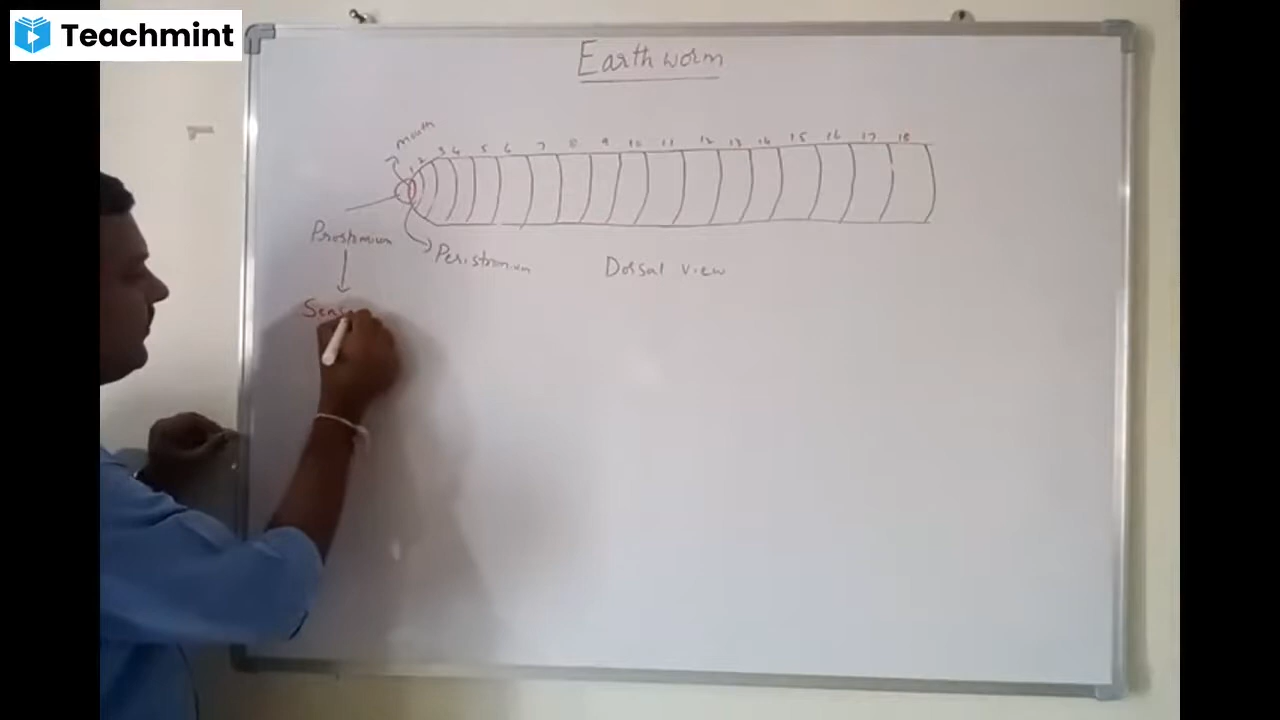 Teachmint
Earth worm
mouth
1 2 3 4 5 6 7 8 9 10 11 12 13 14 15 16 17 18
Prostomium
Peristomium
Dorsal view
Sens